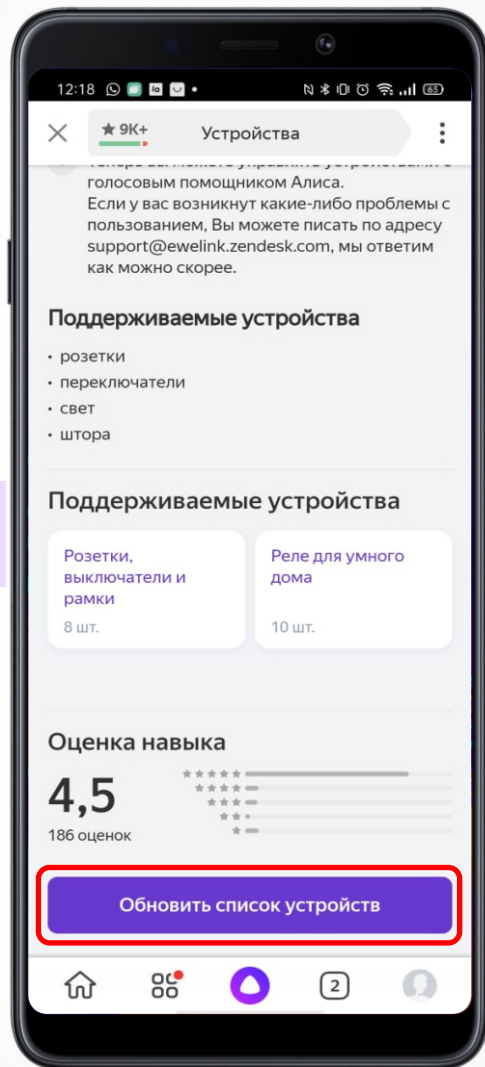 12:18
63
★ 9K+ Устройства
голосовым помощником Алиса.
Если у вас возникнут какие-либо проблемы с
пользованием, Вы можете писать по адресу
support@ewelink.zendesk.com, мы ответим
как можно скорее.
Поддерживаемые устройства
• розетки
• переключатели
• свет
• штора
Поддерживаемые устройства
Розетки,
выключатели и
рамки
8 шт.
Реле для умного
дома
10 шт.
Оценка навыка
4,5
186 оценок
Обновить список устройств
2